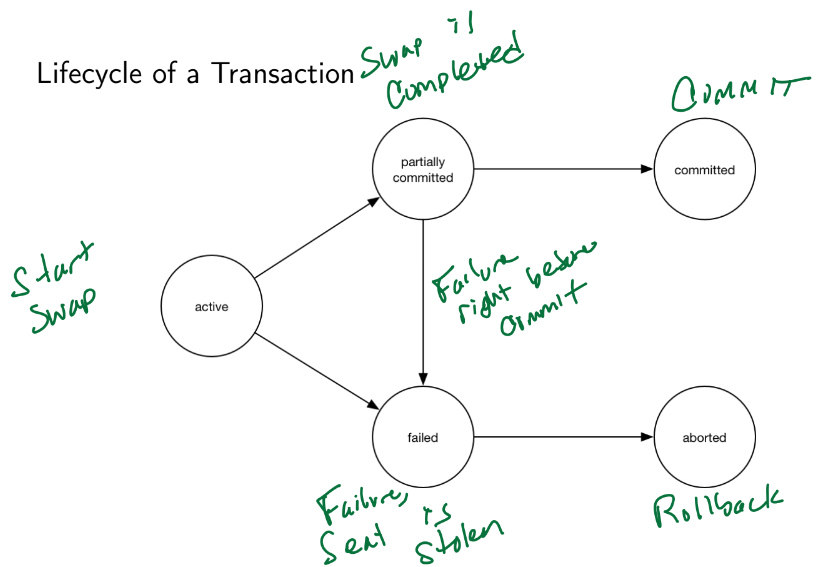 Lifecycle of a Transaction
Swap is
Completed
COMMIT
partially
committed
committed
Start
Swap
active
Failure
right before
commit
failed
aborted
Failure,
Seat is
Stolen
Rollback